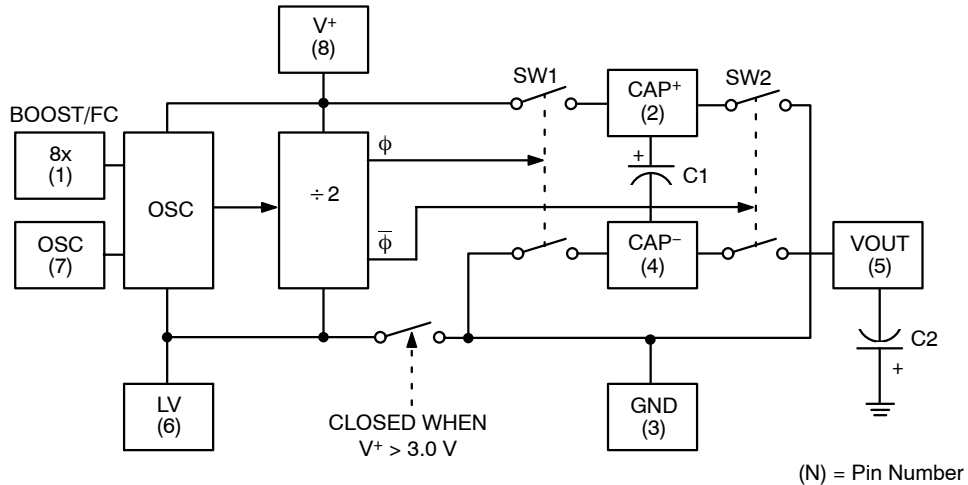 V+
(8)
SW1
CAP+
(2)
SW2
BOOST/FC
8x
(1)
OSC
÷ 2
ϕ
+
C1
ϕ̅
OSC
(7)
CAP−
(4)
VOUT
(5)
C2
+
LV
(6)
CLOSED WHEN
V+ > 3.0 V
GND
(3)
(N) = Pin Number